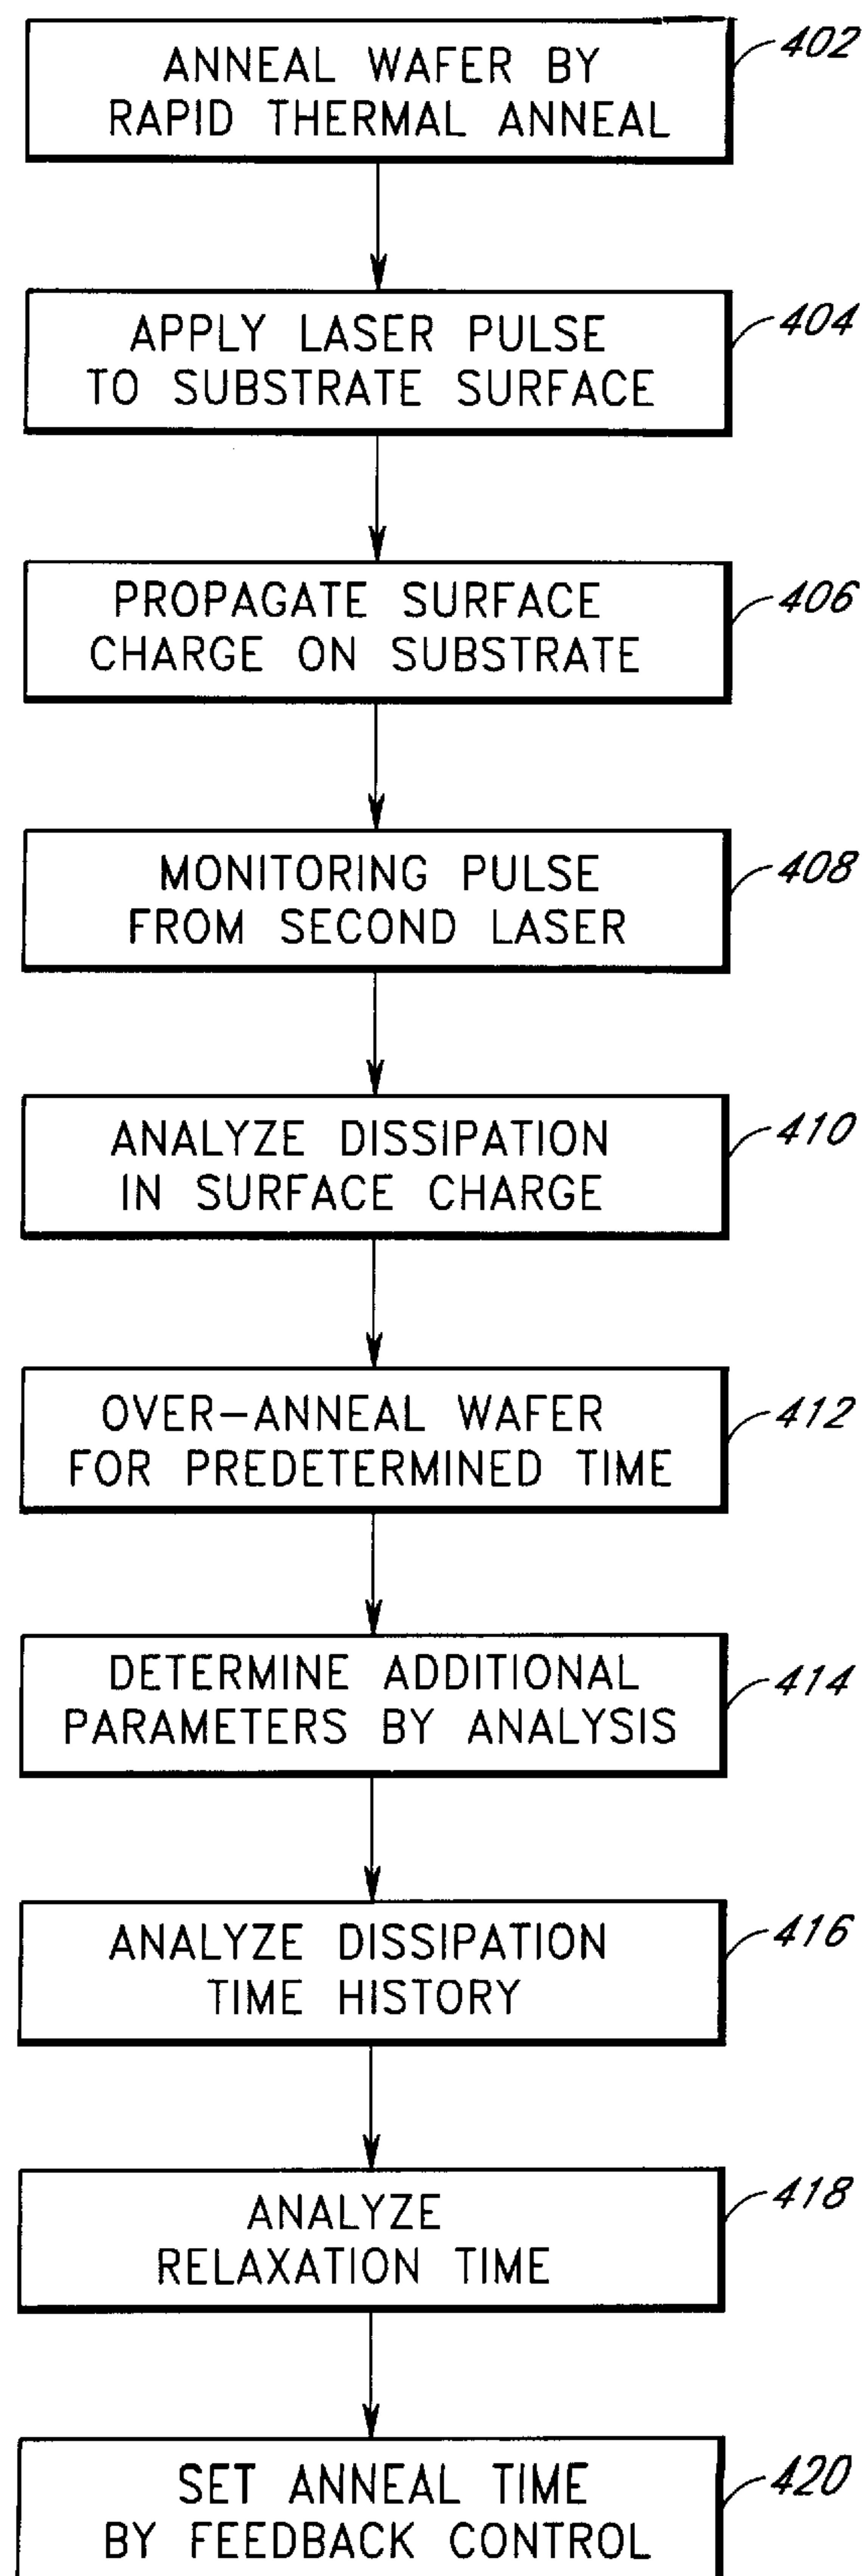 ANNEAL WAFER BY
RAPID THERMAL ANNEAL
402
APPLY LASER PULSE
TO SUBSTRATE SURFACE
404
PROPAGATE SURFACE
CHARGE ON SUBSTRATE
406
MONITORING PULSE
FROM SECOND LASER
408
ANALYZE DISSIPATION
IN SURFACE CHARGE
410
OVER-ANNEAL WAFER
FOR PREDETERMINED TIME
412
DETERMINE ADDITIONAL
PARAMETERS BY ANALYSIS
414
ANALYZE DISSIPATION
TIME HISTORY
416
ANALYZE
RELAXATION TIME
418
SET ANNEAL TIME
BY FEEDBACK CONTROL
420